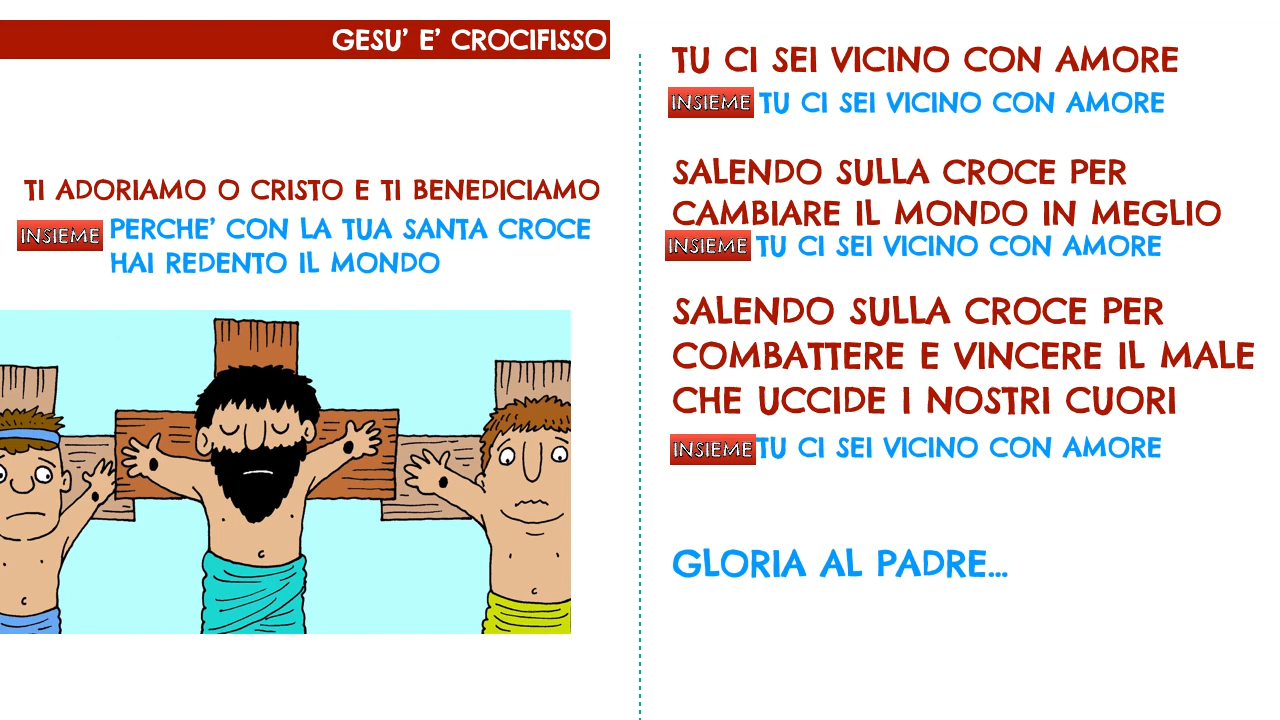 GESU' E' CROCIFISSO
TI ADORIAMO O CRISTO E TI BENEDICIAMO
INSIEME PERCHE' CON LA TUA SANTA CROCE
HAI REDENTO IL MONDO
TU CI SEI VICINO CON AMORE
INSIEME TU CI SEI VICINO CON AMORE
SALENDO SULLA CROCE PER
CAMBIARE IL MONDO IN MEGLIO
INSIEME TU CI SEI VICINO CON AMORE
SALENDO SULLA CROCE PER
COMBATTERE E VINCERE IL MALE
CHE UCCIDE I NOSTRI CUORI
INSIEME TU CI SEI VICINO CON AMORE
GLORIA AL PADRE...